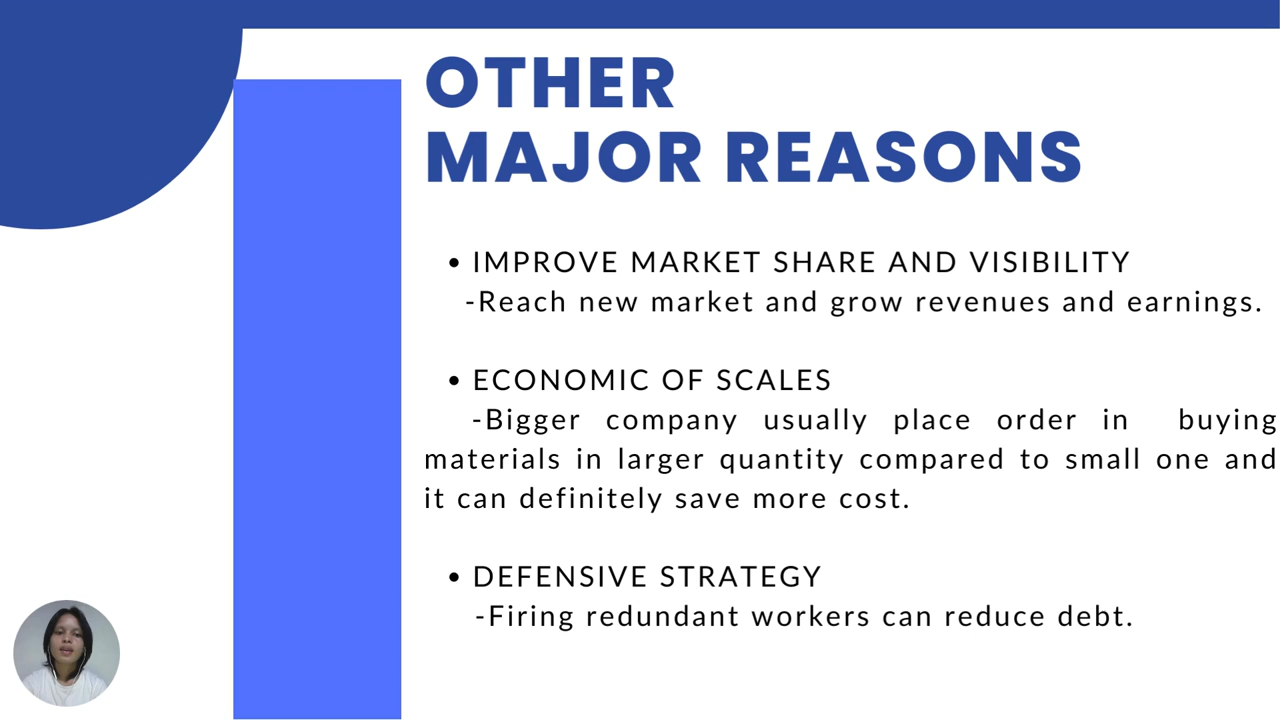 OTHER
MAJOR REASONS
• IMPROVE MARKET SHARE AND VISIBILITY
-Reach new market and grow revenues and earnings.
• ECONOMIC OF SCALES
-Bigger company usually place order in buying
materials in larger quantity compared to small one and
it can definitely save more cost.
• DEFENSIVE STRATEGY
-Firing redundant workers can reduce debt.